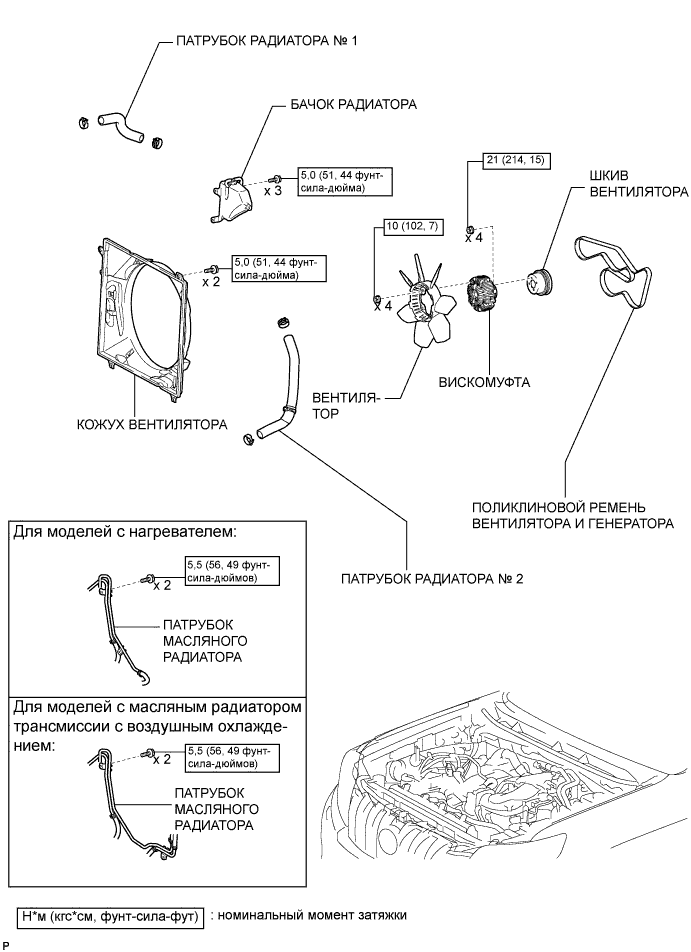 ПАТРУБОК РАДИАТОРА № 1
БАЧОК РАДИАТОРА
5,0 (51, 44 фунт-
сила-дюйма)
x 3
21 (214, 15)
x 4
ШКИВ
ВЕНТИЛЯТОРА
10 (102, 7)
x 4
5,0 (51, 44 фунт-
сила-дюйма)
x 2
ВИСКОМУФТА
ВЕНТИЛЯ-
ТОР
КОЖУХ ВЕНТИЛЯТОРА
ПОЛИКЛИНОВОЙ РЕМЕНЬ
ВЕНТИЛЯТОРА И ГЕНЕРАТОРА
ПАТРУБОК РАДИАТОРА № 2
Для моделей с нагревателем:
5,5 (56, 49 фунт-
сила-дюймов)
x 2
ПАТРУБОК
МАСЛЯНОГО
РАДИАТОРА
Для моделей с масляным радиатором
трансмиссии с воздушным охлажде-
нием:
5,5 (56, 49 фунт-
сила-дюймов)
x 2
ПАТРУБОК
МАСЛЯНОГО
РАДИАТОРА
Н*м (кгс*см, фунт-сила-фут) : номинальный момент затяжки
P